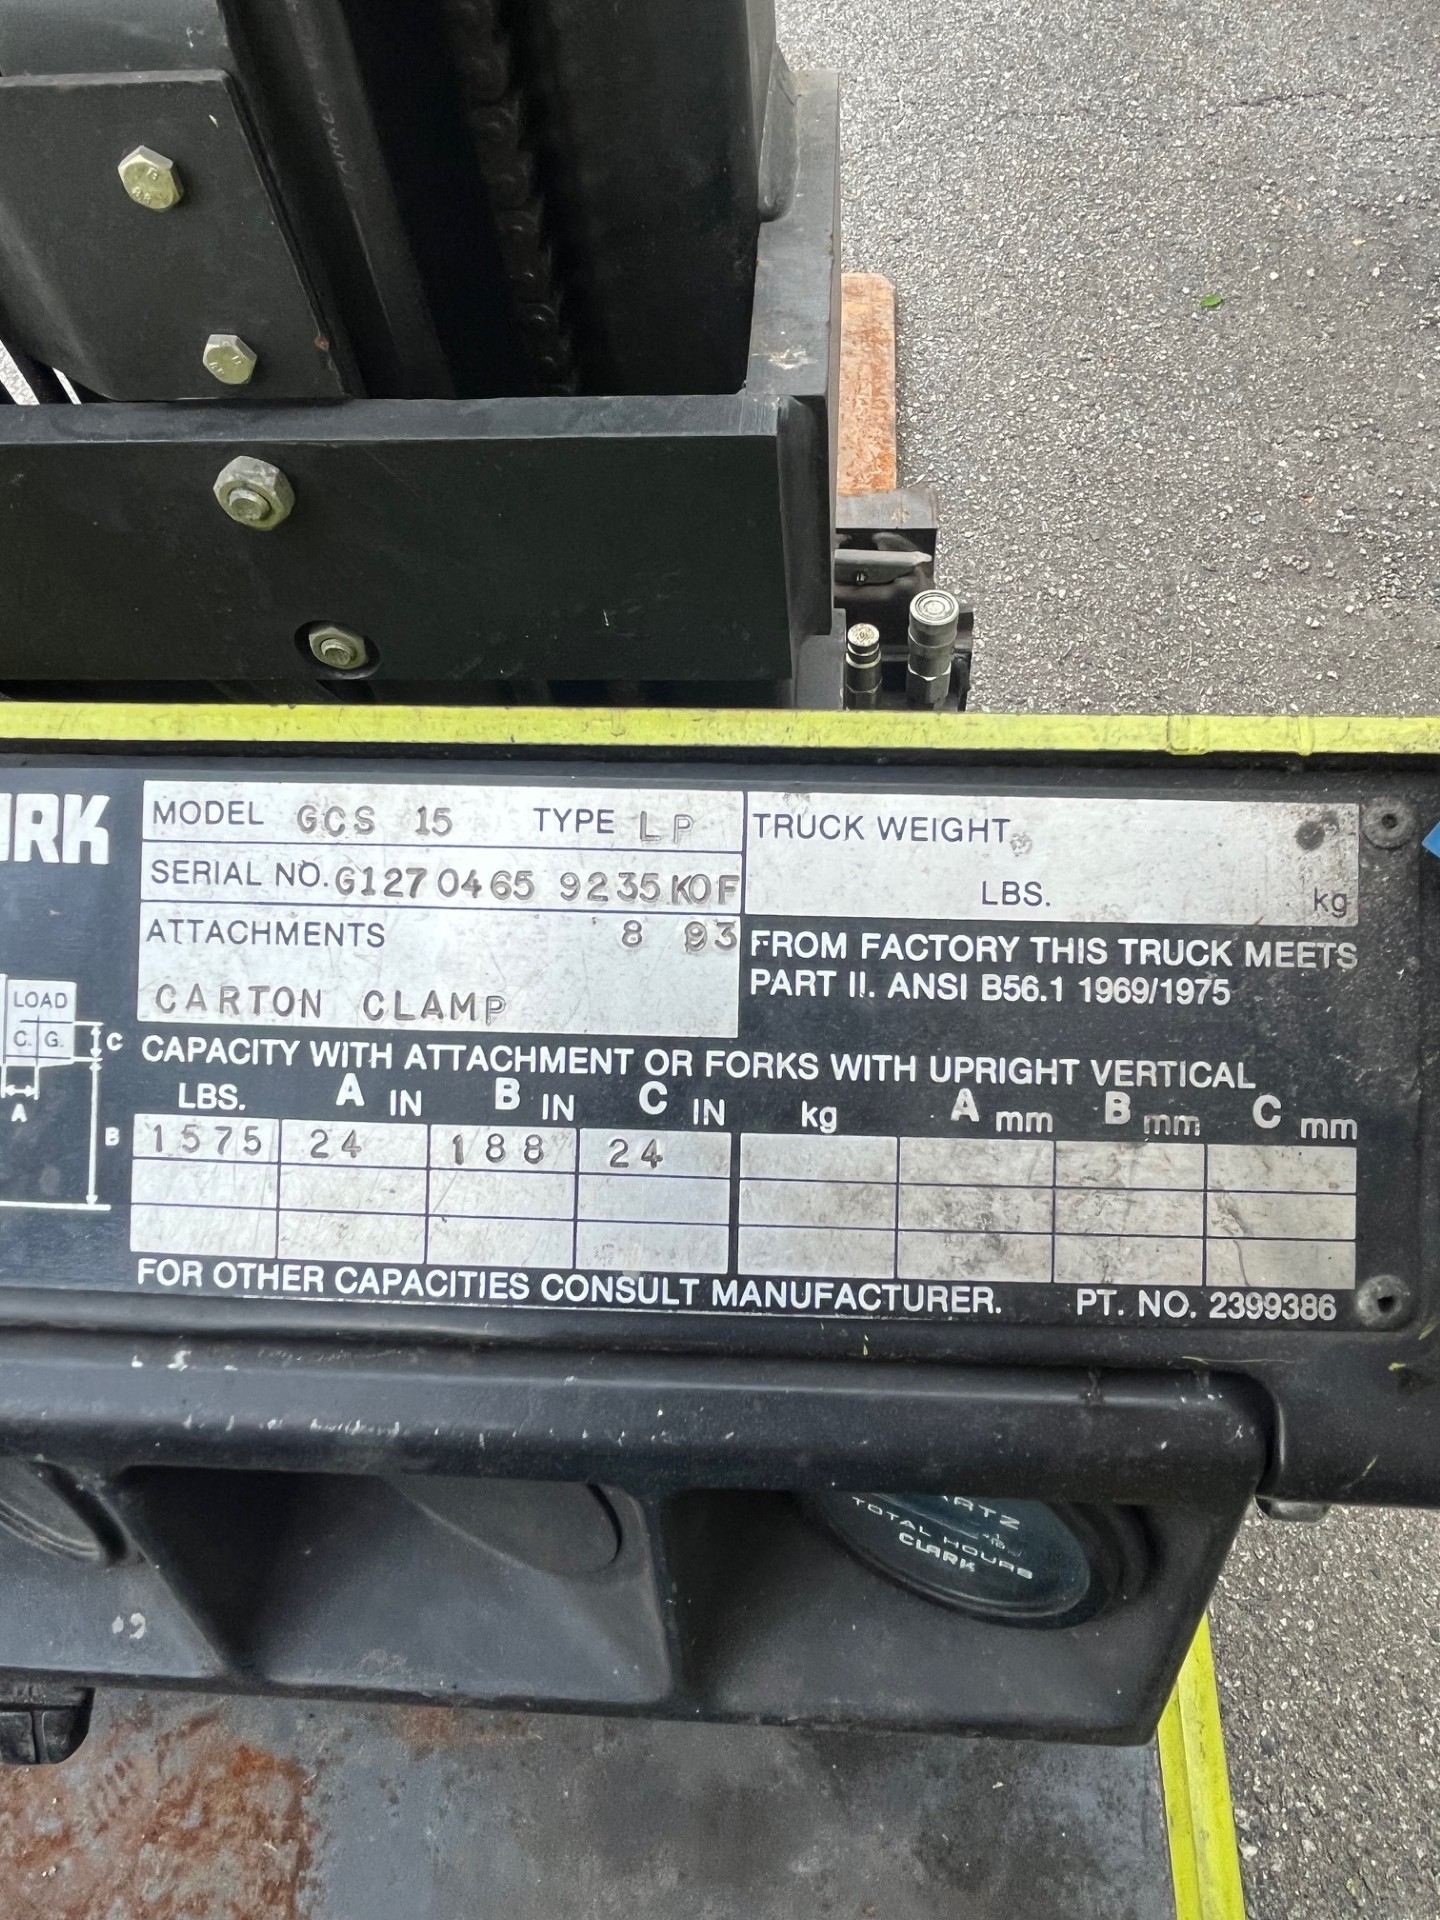 RK
MODEL GCS 15 TYPE LP
SERIAL NO. G127 0465 9235KOF
ATTACHMENTS 8 93
CARTON CLAMP
TRUCK WEIGHT
LBS. kg
FROM FACTORY THIS TRUCK MEETS
PART II. ANSI B56.1 1969/1975
LOAD
C. G.
C
A
B
CAPACITY WITH ATTACHMENT OR FORKS WITH UPRIGHT VERTICAL
LBS. A IN B IN C IN kg A mm B mm C mm
1575 24 188 24
FOR OTHER CAPACITIES CONSULT MANUFACTURER. PT. NO. 2399386
ARTZ
TOTAL HOURS
CLARK